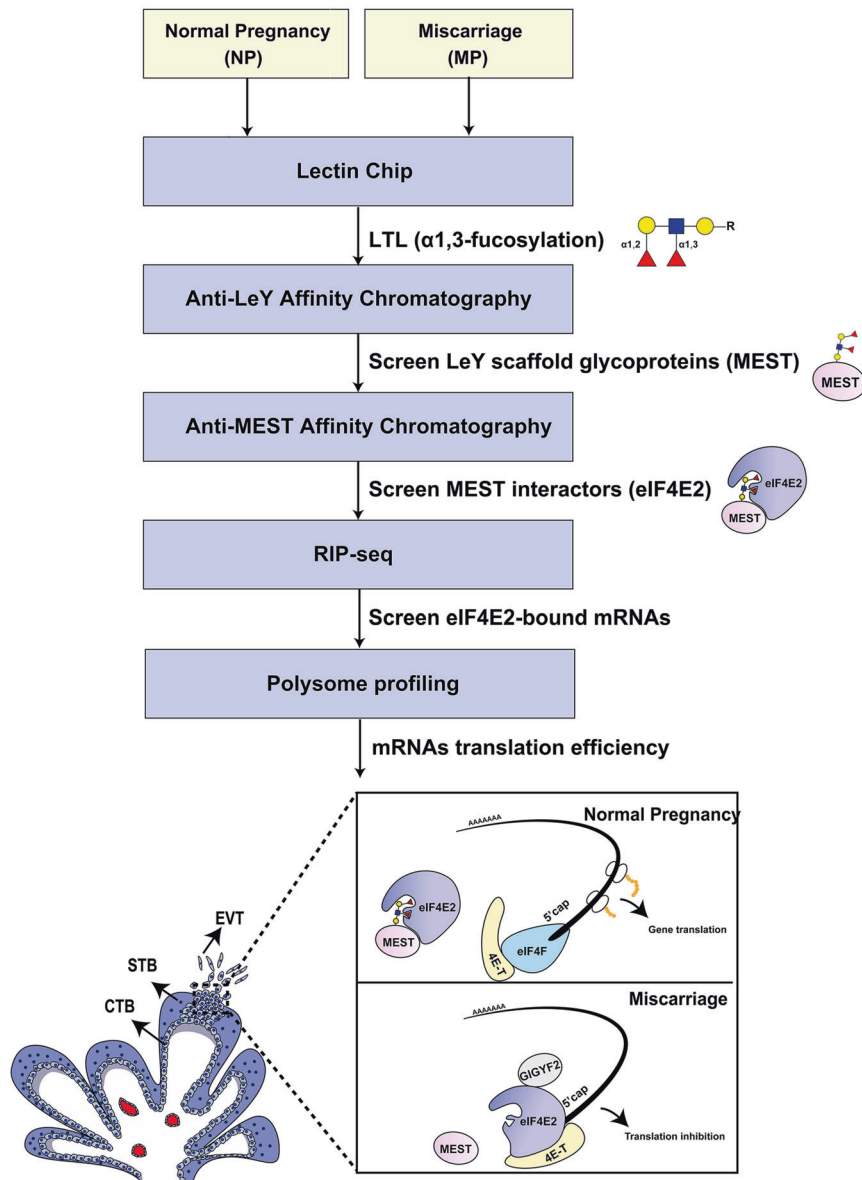 Normal Pregnancy
(NP)
Miscarriage
(MP)
Lectin Chip
LTL (α1,3-fucosylation)
α1,2
α1,3
R
Anti-LeY Affinity Chromatography
Screen LeY scaffold glycoproteins (MEST)
MEST
Anti-MEST Affinity Chromatography
Screen MEST interactors (eIF4E2)
eIF4E2
MEST
RIP-seq
Screen eIF4E2-bound mRNAs
Polysome profiling
mRNAs translation efficiency
Normal Pregnancy
AAAAAAA
eIF4E2
MEST
5'cap
eIF4F
4E-T
Gene translation
EVT
STB
CTB
Miscarriage
AAAAAAA
GIGYF2
5'cap
eIF4E2
MEST
4E-T
Translation inhibition